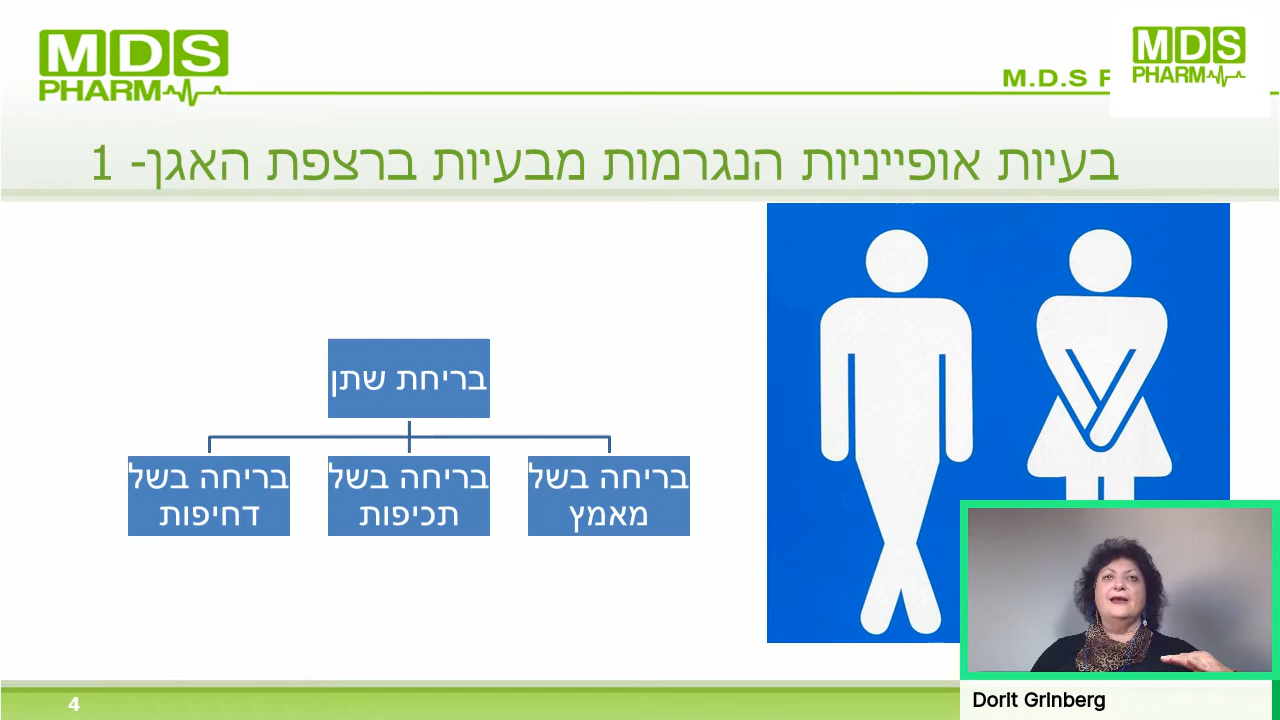 MDS
PHARM
M.D.S P
MDS
PHARM
בעיות אופייניות הנגרמות מבעיות ברצפת האגן- 1
בריחת שתן
בריחה בשל
מאמץ
בריחה בשל
תכיפות
בריחה בשל
דחיפות
4
Dorit Grinberg